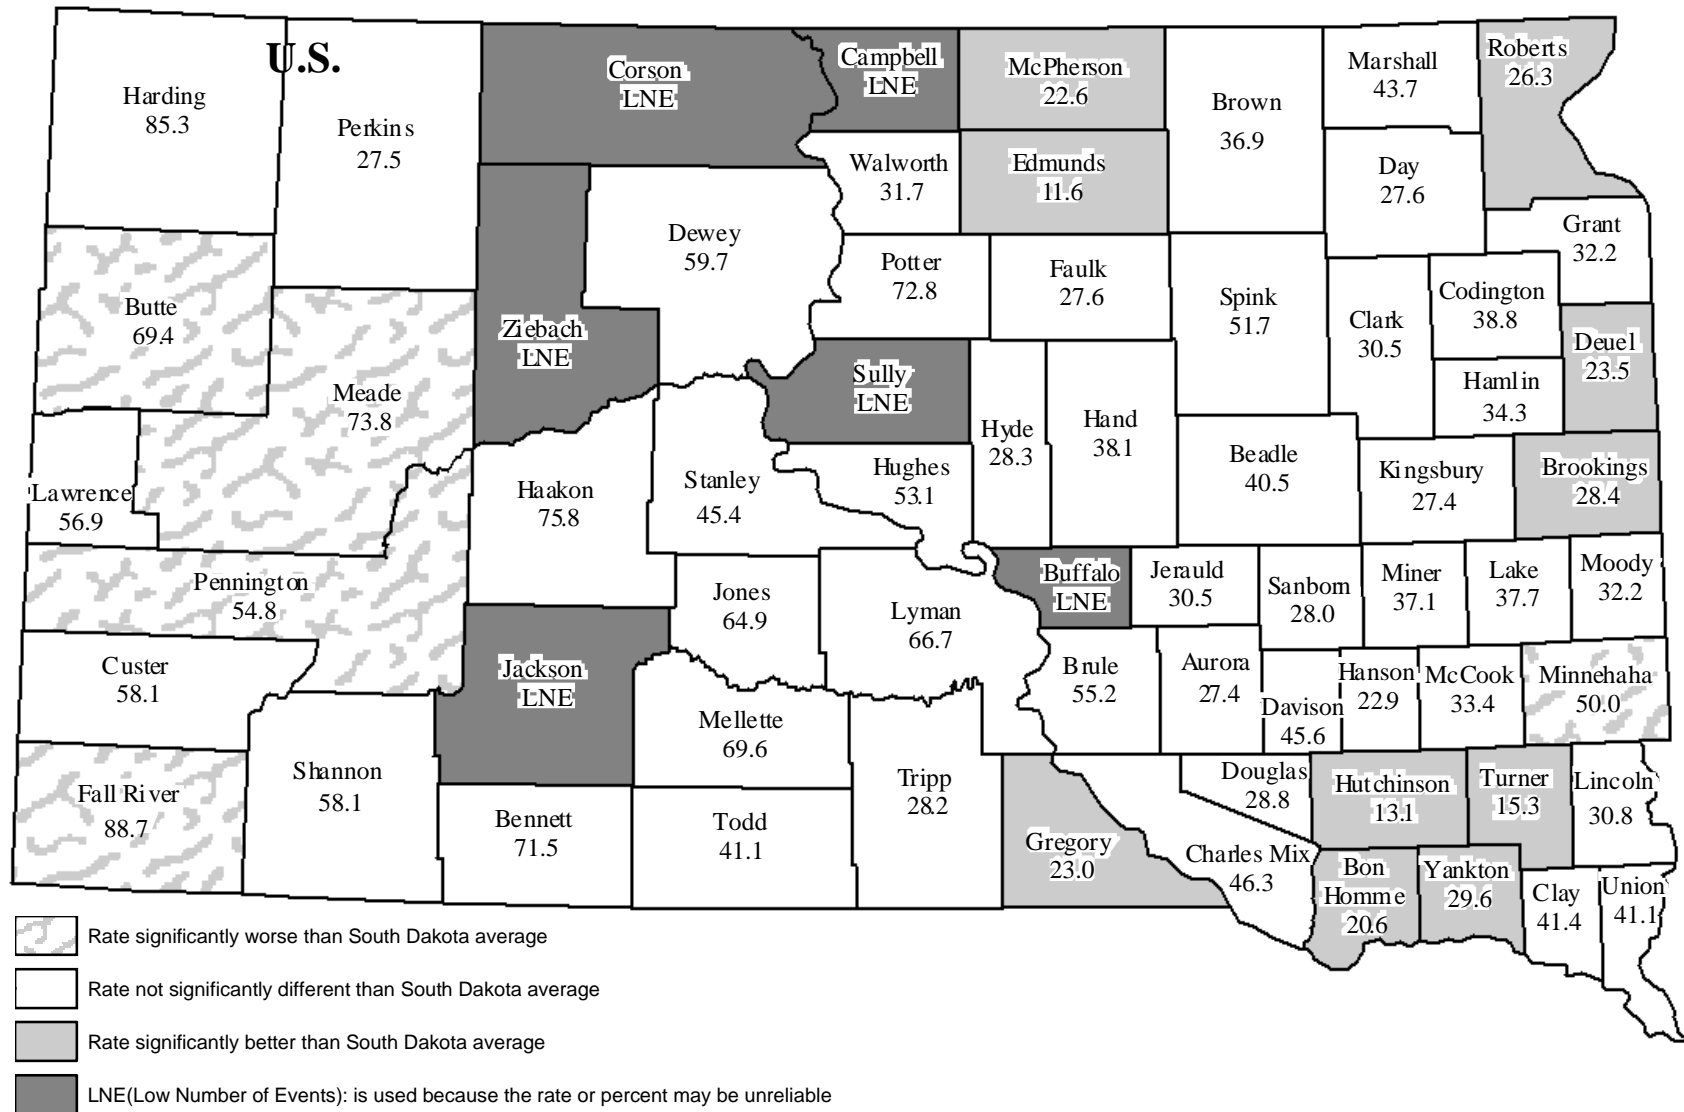 U.S.
Harding
85.3
Perkins
27.5
Corson
LNE
Campbell
LNE
McPherson
22.6
Brown
36.9
Marshall
43.7
Roberts
26.3
Walworth
31.7
Edmunds
11.6
Day
27.6
Grant
32.2
Butte
69.4
Dewey
59.7
Potter
72.8
Faulk
27.6
Spink
51.7
Codington
38.8
Clark
30.5
Deuel
23.5
Hamlin
34.3
Ziebach
LNE
Meade
73.8
Sully
LNE
Hyde
28.3
Hand
38.1
Beadle
40.5
Kingsbury
27.4
Brookings
28.4
Lawrence
56.9
Haakon
75.8
Stanley
45.4
Hughes
53.1
Pennington
54.8
Jones
64.9
Lyman
66.7
Buffalo
LNE
Jerauld
30.5
Sanborn
28.0
Miner
37.1
Lake
37.7
Moody
32.2
Custer
58.1
Jackson
LNE
Mellette
69.6
Brule
55.2
Aurora
27.4
Davison
45.6
Hanson
22.9
McCook
33.4
Minnehaha
50.0
Fall River
88.7
Shannon
58.1
Bennett
71.5
Todd
41.1
Tripp
28.2
Gregory
23.0
Douglas
28.8
Charles Mix
46.3
Hutchinson
13.1
Turner
15.3
Lincoln
30.8
Bon
Homme
20.6
Yankton
29.6
Clay
41.4
Union
41.1
Rate significantly worse than South Dakota average
Rate not significantly different than South Dakota average
Rate significantly better than South Dakota average
LNE(Low Number of Events): is used because the rate or percent may be unreliable